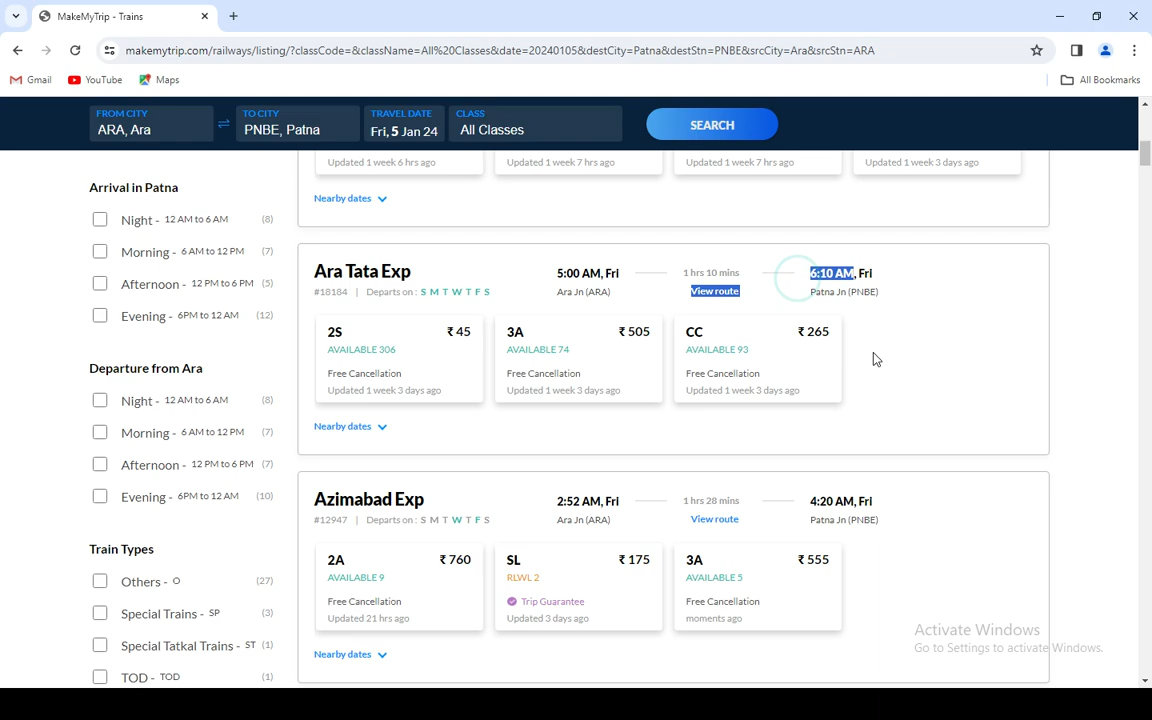 MakeMyTrip - Trains
makemytrip.com/railways/listing/?classCode=&className=All%20Classes&date=20240105&destCity=Patna&destStn=PNBE&srcCity=Ara&srcStn=ARA
Gmail YouTube Maps All Bookmarks
FROM CITY TO CITY TRAVEL DATE CLASS
ARA, Ara PNBE, Patna Fri, 5 Jan 24 All Classes SEARCH
Updated 1 week 6 hrs ago Updated 1 week 7 hrs ago Updated 1 week 7 hrs ago Updated 1 week 3 days ago
Nearby dates
Arrival in Patna
Night - 12 AM to 6 AM (8)
Morning - 6 AM to 12 PM (7)
Afternoon - 12 PM to 6 PM (5)
Evening - 6PM to 12 AM (12)
Departure from Ara
Night - 12 AM to 6 AM (8)
Morning - 6 AM to 12 PM (7)
Afternoon - 12 PM to 6 PM (7)
Evening - 6PM to 12 AM (10)
Train Types
Others - O (27)
Special Trains - SP (3)
Special Tatkal Trains - ST (1)
TOD - TOD (1)
Ara Tata Exp 5:00 AM, Fri 1 hrs 10 mins 6:10 AM, Fri
#18184 | Departs on : S M T W T F S Ara Jn (ARA) View route Patna Jn (PNBE)
2S ₹ 45 3A ₹ 505 CC ₹ 265
AVAILABLE 306 AVAILABLE 74 AVAILABLE 93
Free Cancellation Free Cancellation Free Cancellation
Updated 1 week 3 days ago Updated 1 week 3 days ago Updated 1 week 3 days ago
Nearby dates
Azimabad Exp 2:52 AM, Fri 1 hrs 28 mins 4:20 AM, Fri
#12947 | Departs on : S M T W T F S Ara Jn (ARA) View route Patna Jn (PNBE)
2A ₹ 760 SL ₹ 175 3A ₹ 555
AVAILABLE 9 RLWL 2 AVAILABLE 5
Free Cancellation Trip Guarantee Free Cancellation
Updated 21 hrs ago Updated 3 days ago moments ago
Nearby dates
Activate Windows
Go to Settings to activate Windows.